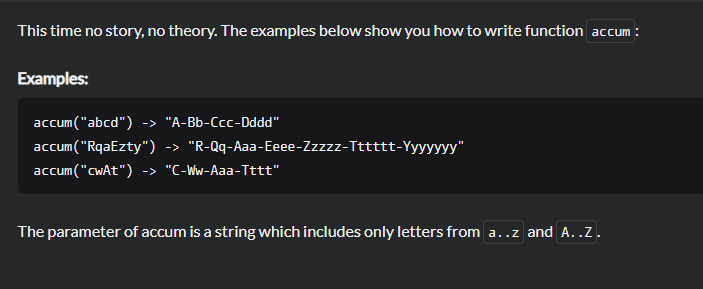 This time no story, no theory. The examples below show you how to write function accum:
Examples:
accum("abcd") -> "A-Bb-Ccc-Dddd"
accum("RqaEzty") -> "R-Qq-Aaa-Eeee-Zzzzz-Tttttt-Yyyyyyy"
accum("cwAt") -> "C-Ww-Aaa-Tttt"
The parameter of accum is a string which includes only letters from a..z and A..Z.